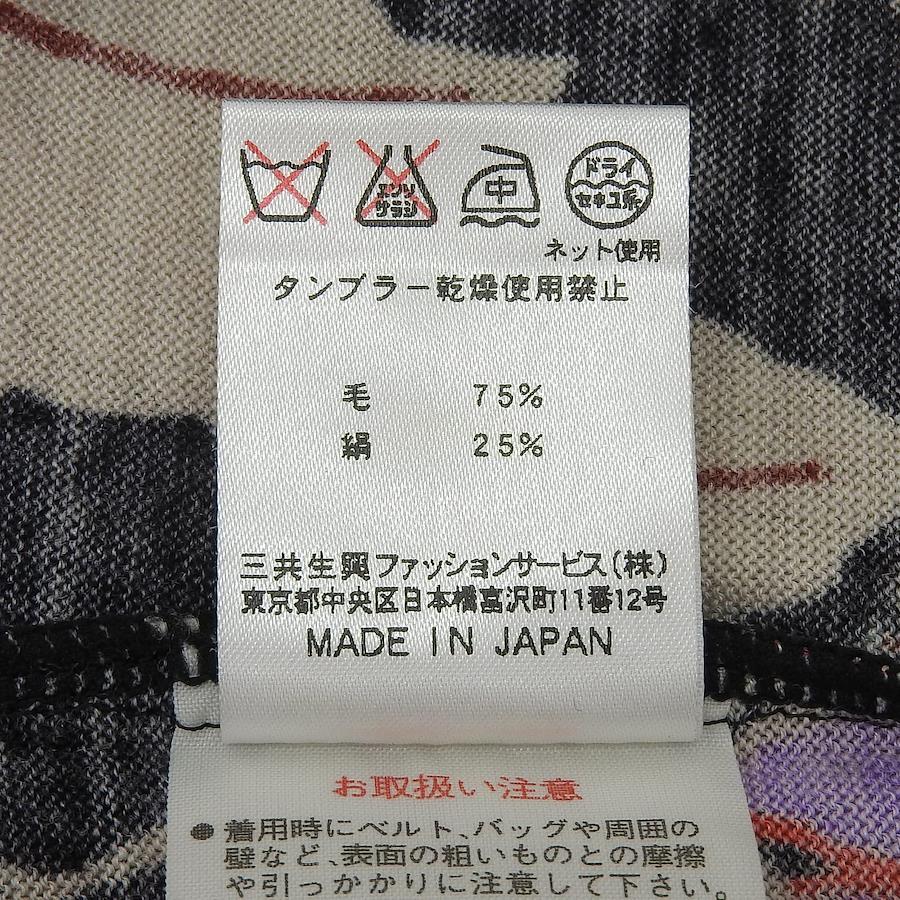 エンソ
サラシ
中
ドライ
セキユ系
ネット使用
タンブラー乾燥使用禁止
毛 75%
絹 25%
三共生興ファッションサービス(株)
東京都中央区日本橋富沢町11番12号
MADE IN JAPAN
お取扱い注意
●着用時にベルト、バッグや周囲の
壁など、表面の粗いものとの摩擦
や引っかかりに注意して下さい。